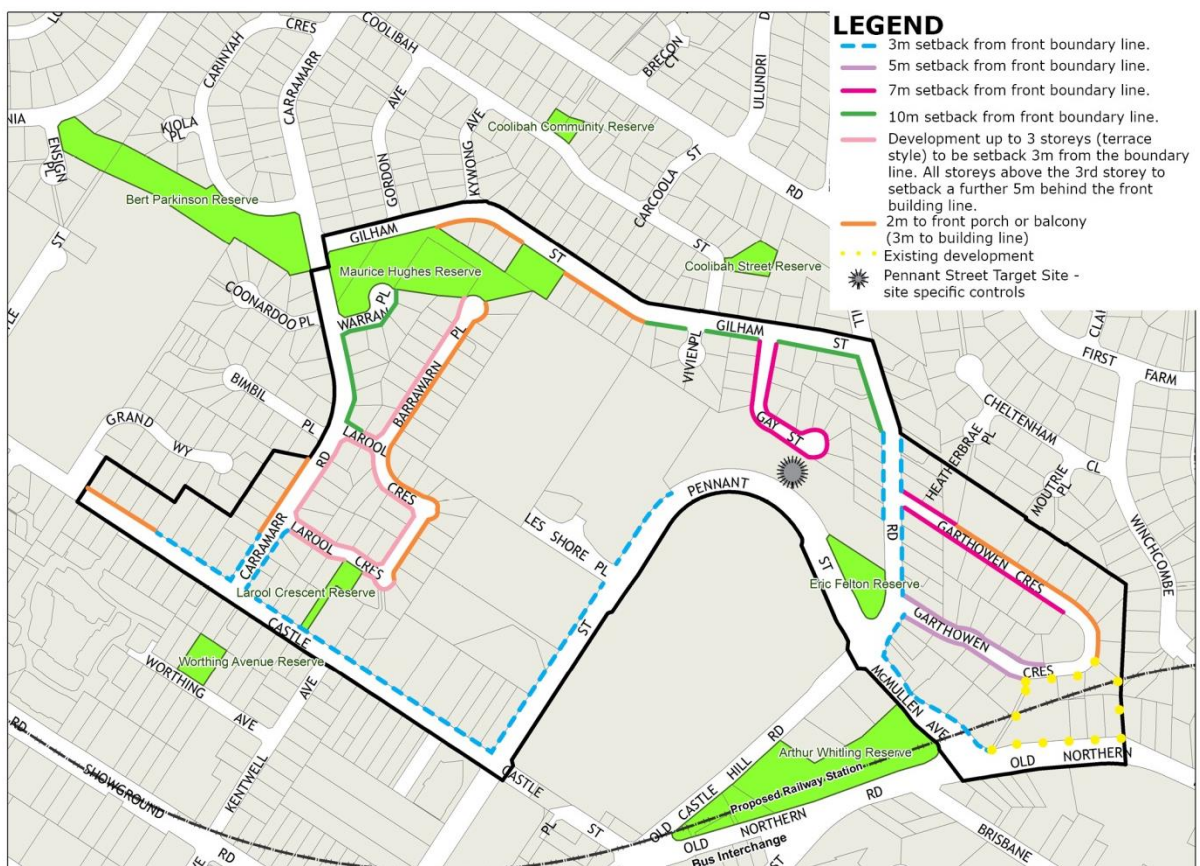 LEGEND
3m setback from front boundary line.
5m setback from front boundary line.
7m setback from front boundary line.
10m setback from front boundary line.
Development up to 3 storeys (terrace
style) to be setback 3m from the boundary
line. All storeys above the 3rd storey to
setback a further 5m behind the front
building line.
2m to front porch or balcony
(3m to building line)
Existing development
Pennant Street Target Site -
site specific controls
CRES
COOLIBAH
CARINYAH
CRES
CARRAMARR
KIOLA
PL
ENSIGN
PL
ST
GORDON
AVE
KYWONG
AVE
BRECON
CT
ULUNDRI
RD
Coolibah Community Reserve
CARCOOLA
ST
ST
Bert Parkinson Reserve
GILHAM
ST
Maurice Hughes Reserve
Coolibah Street Reserve
COONARDOO PL
WARRAN
PL
BARRAWARN
PL
VIVIEN
PL
GILHAM
ST
FIRST
FARM
BIMBIL
PL
GRAND
WY
LAROOL
CRES
RD
CARRAMARR
GAY ST
CHELTENHAM
CL
HEATHERBRAE
PL
MOUTRIE
PL
WINCHCOMBE
PENNANT
ST
LES SHORE PL
ST
RD
GARTHOWEN CRES
LAROOL
CRES
Larool Crescent Reserve
Eric Felton Reserve
GARTHOWEN
CRES
CASTLE
Worthing Avenue Reserve
WORTHING
AVE
McMULLEN AVE
Arthur Whitling Reserve
OLD NORTHERN
RD
SHOWGROUND
RD
KENTWELL
AVE
CASTLE
ST
PL
OLD CASTLE HILL RD
Proposed Railway Station
OLD NORTHERN RD
Bus Interchange
ST
BRISBANE